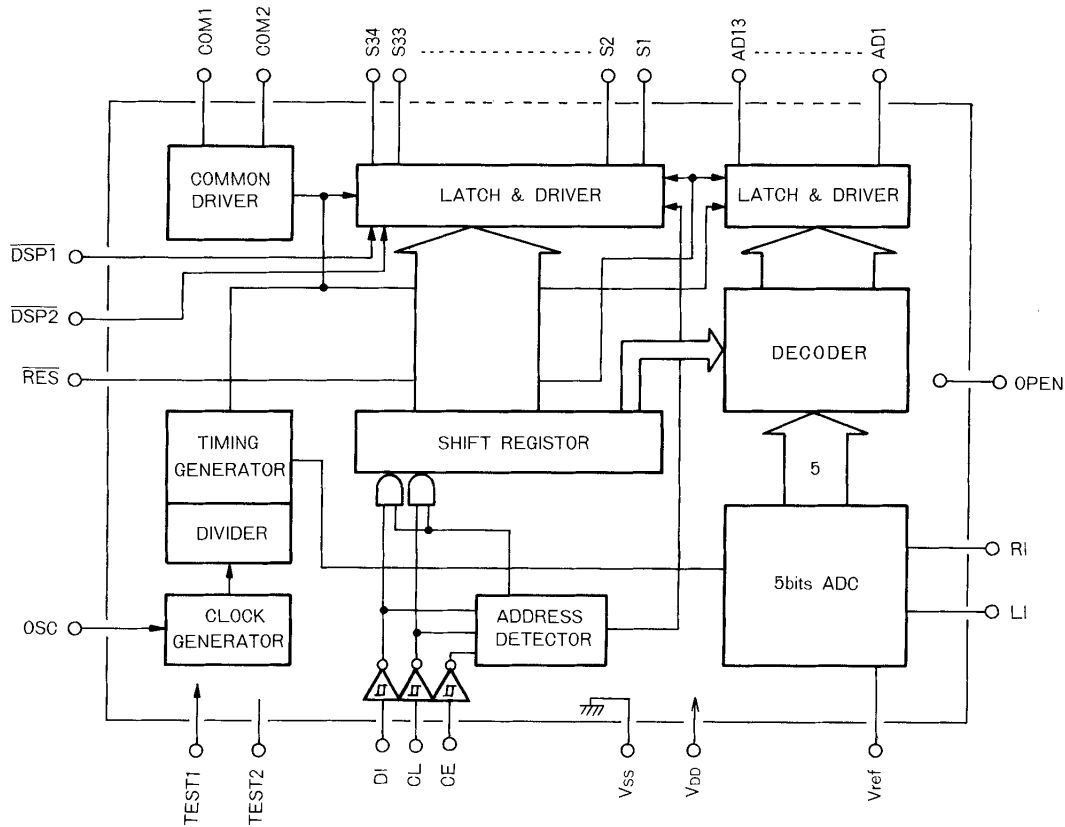 COM1
COM2
S34
S33
S2
S1
AD13
AD1
COMMON
DRIVER
LATCH & DRIVER
LATCH & DRIVER
DSP1
DSP2
RES
DECODER
OPEN
TIMING
GENERATOR
SHIFT REGISTOR
5
DIVIDER
5bits ADC
RI
LI
OSC
CLOCK
GENERATOR
ADDRESS
DETECTOR
TEST1
TEST2
DI
CL
CE
VSS
VDD
Vref